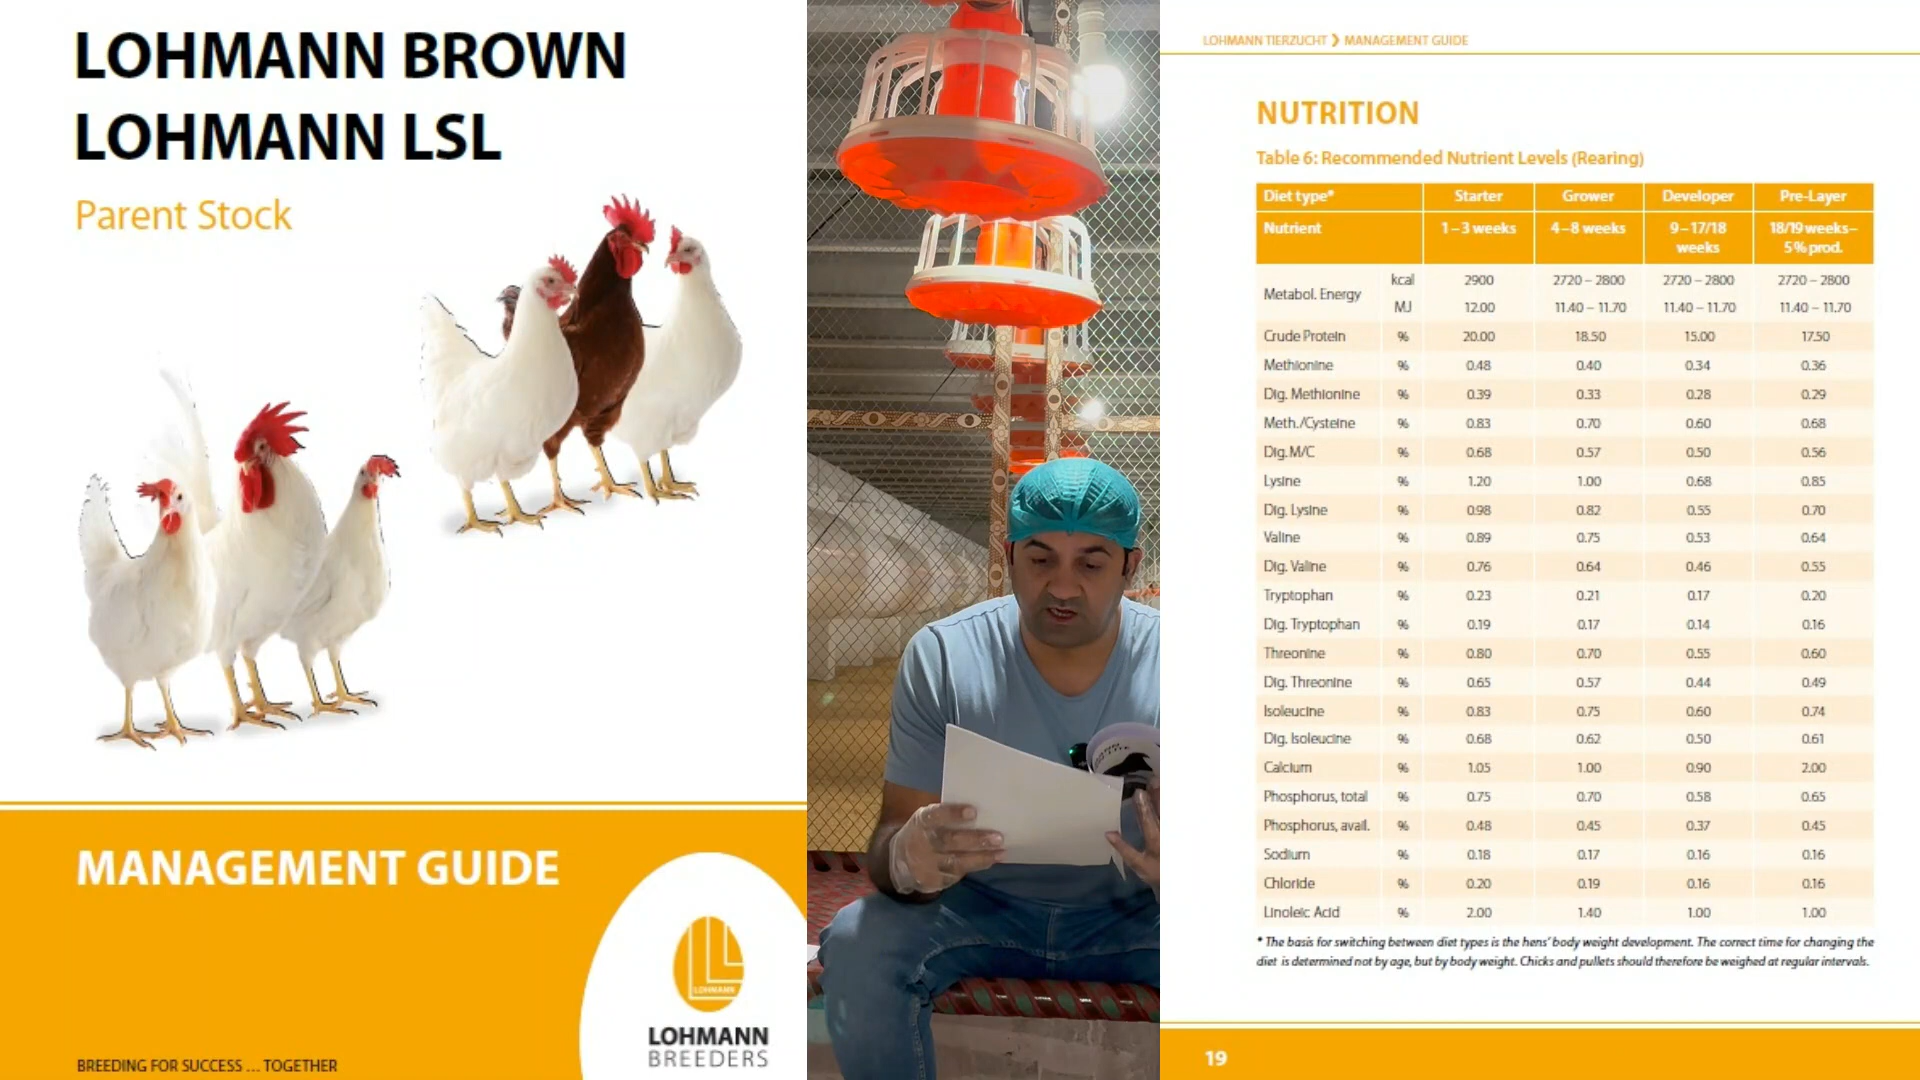 LOHMANN BROWN
LOHMANN LSL
Parent Stock
MANAGEMENT GUIDE
LOHMANN
LOHMANN
BREEDERS
BREEDING FOR SUCCESS ... TOGETHER
LOHMANN TIERZUCHT ❯ MANAGEMENT GUIDE
NUTRITION
Table 6: Recommended Nutrient Levels (Rearing)
Diet type* Starter Grower Developer Pre-Layer
Nutrient 1–3 weeks 4–8 weeks 9–17/18 weeks 18/19 weeks–5% prod.
Metabol. Energy kcal 2900 2720–2800 2720–2800 2720–2800
MJ 12.00 11.40–11.70 11.40–11.70 11.40–11.70
Crude Protein % 20.00 18.50 15.00 17.50
Methionine % 0.48 0.40 0.34 0.36
Dig. Methionine % 0.39 0.33 0.28 0.29
Meth./Cysteine % 0.83 0.70 0.60 0.68
Dig. M/C % 0.68 0.57 0.50 0.56
Lysine % 1.20 1.00 0.68 0.85
Dig. Lysine % 0.98 0.82 0.55 0.70
Valine % 0.89 0.75 0.53 0.64
Dig. Valine % 0.76 0.64 0.46 0.55
Tryptophan % 0.23 0.21 0.17 0.20
Dig. Tryptophan % 0.19 0.17 0.14 0.16
Threonine % 0.80 0.70 0.55 0.60
Dig. Threonine % 0.65 0.57 0.44 0.49
Isoleucine % 0.83 0.75 0.60 0.74
Dig. Isoleucine % 0.68 0.62 0.50 0.61
Calcium % 1.05 1.00 0.90 2.00
Phosphorus, total % 0.75 0.70 0.58 0.65
Phosphorus, avail. % 0.48 0.45 0.37 0.45
Sodium % 0.18 0.17 0.16 0.16
Chloride % 0.20 0.19 0.16 0.16
Linoleic Acid % 2.00 1.40 1.00 1.00
* The basis for switching between diet types is the hens' body weight development. The correct time for changing the
diet is determined not by age, but by body weight. Chicks and pullets should therefore be weighed at regular intervals.
19